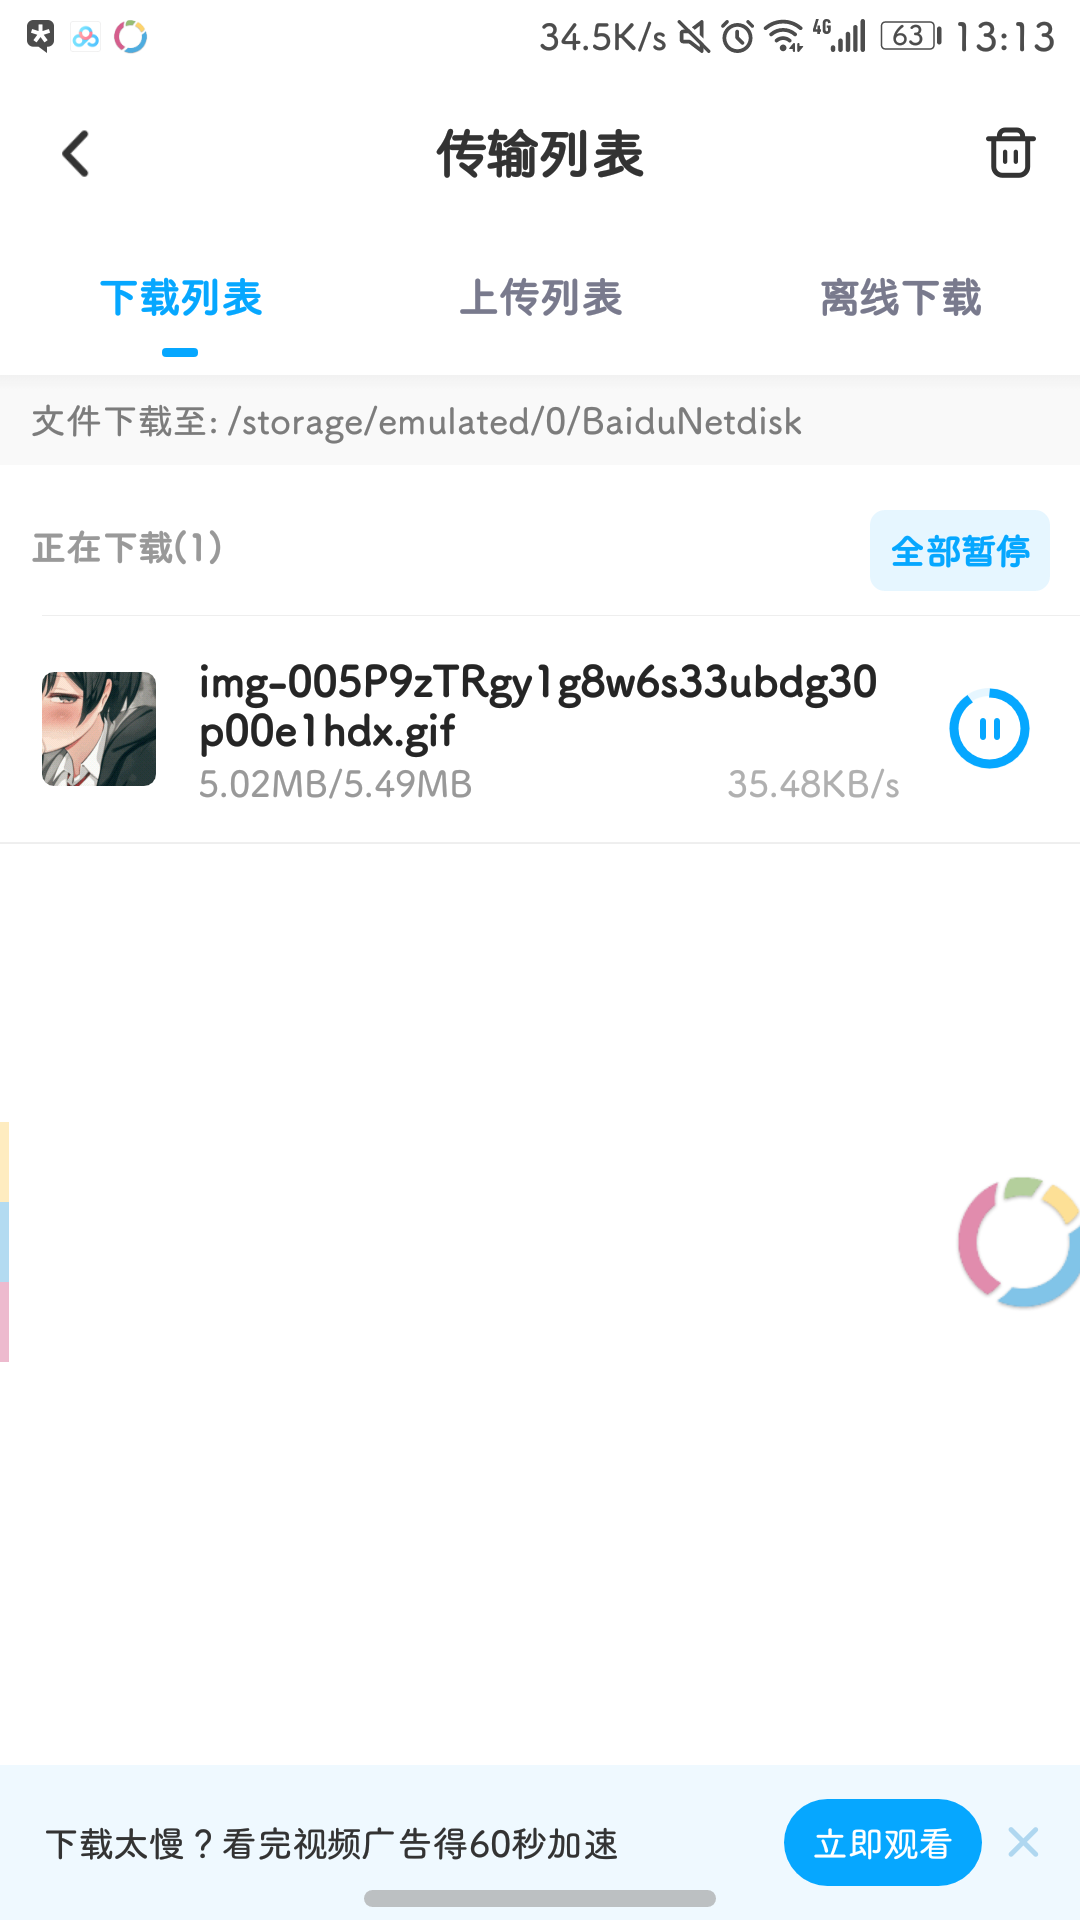 34.5K/s 4G 63 13:13
传输列表
下载列表 上传列表 离线下载
文件下载至: /storage/emulated/0/BaiduNetdisk
正在下载(1) 全部暂停
img-005P9zTRgy1g8w6s33ubdg30
p00e1hdx.gif
5.02MB/5.49MB 35.48KB/s
下载太慢？看完视频广告得60秒加速 立即观看